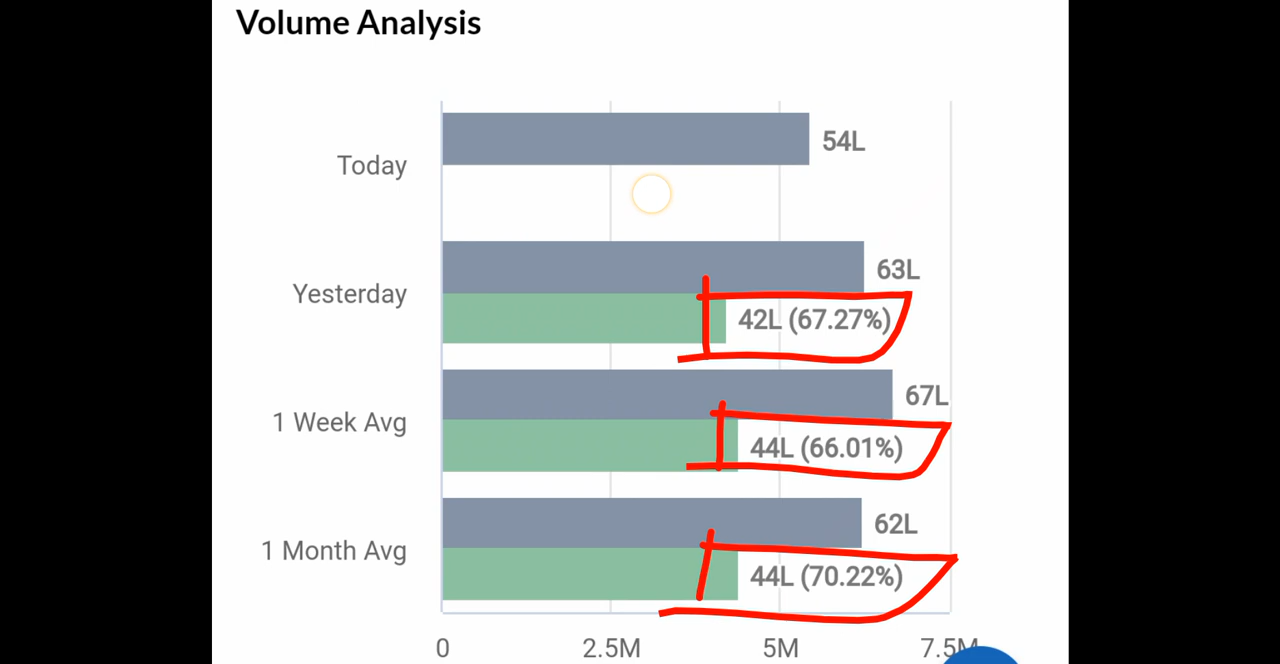 Volume Analysis
54L
Today
63L
Yesterday
42L (67.27%)
67L
1 Week Avg
44L (66.01%)
62L
1 Month Avg
44L (70.22%)
0 2.5M 5M 7.5M